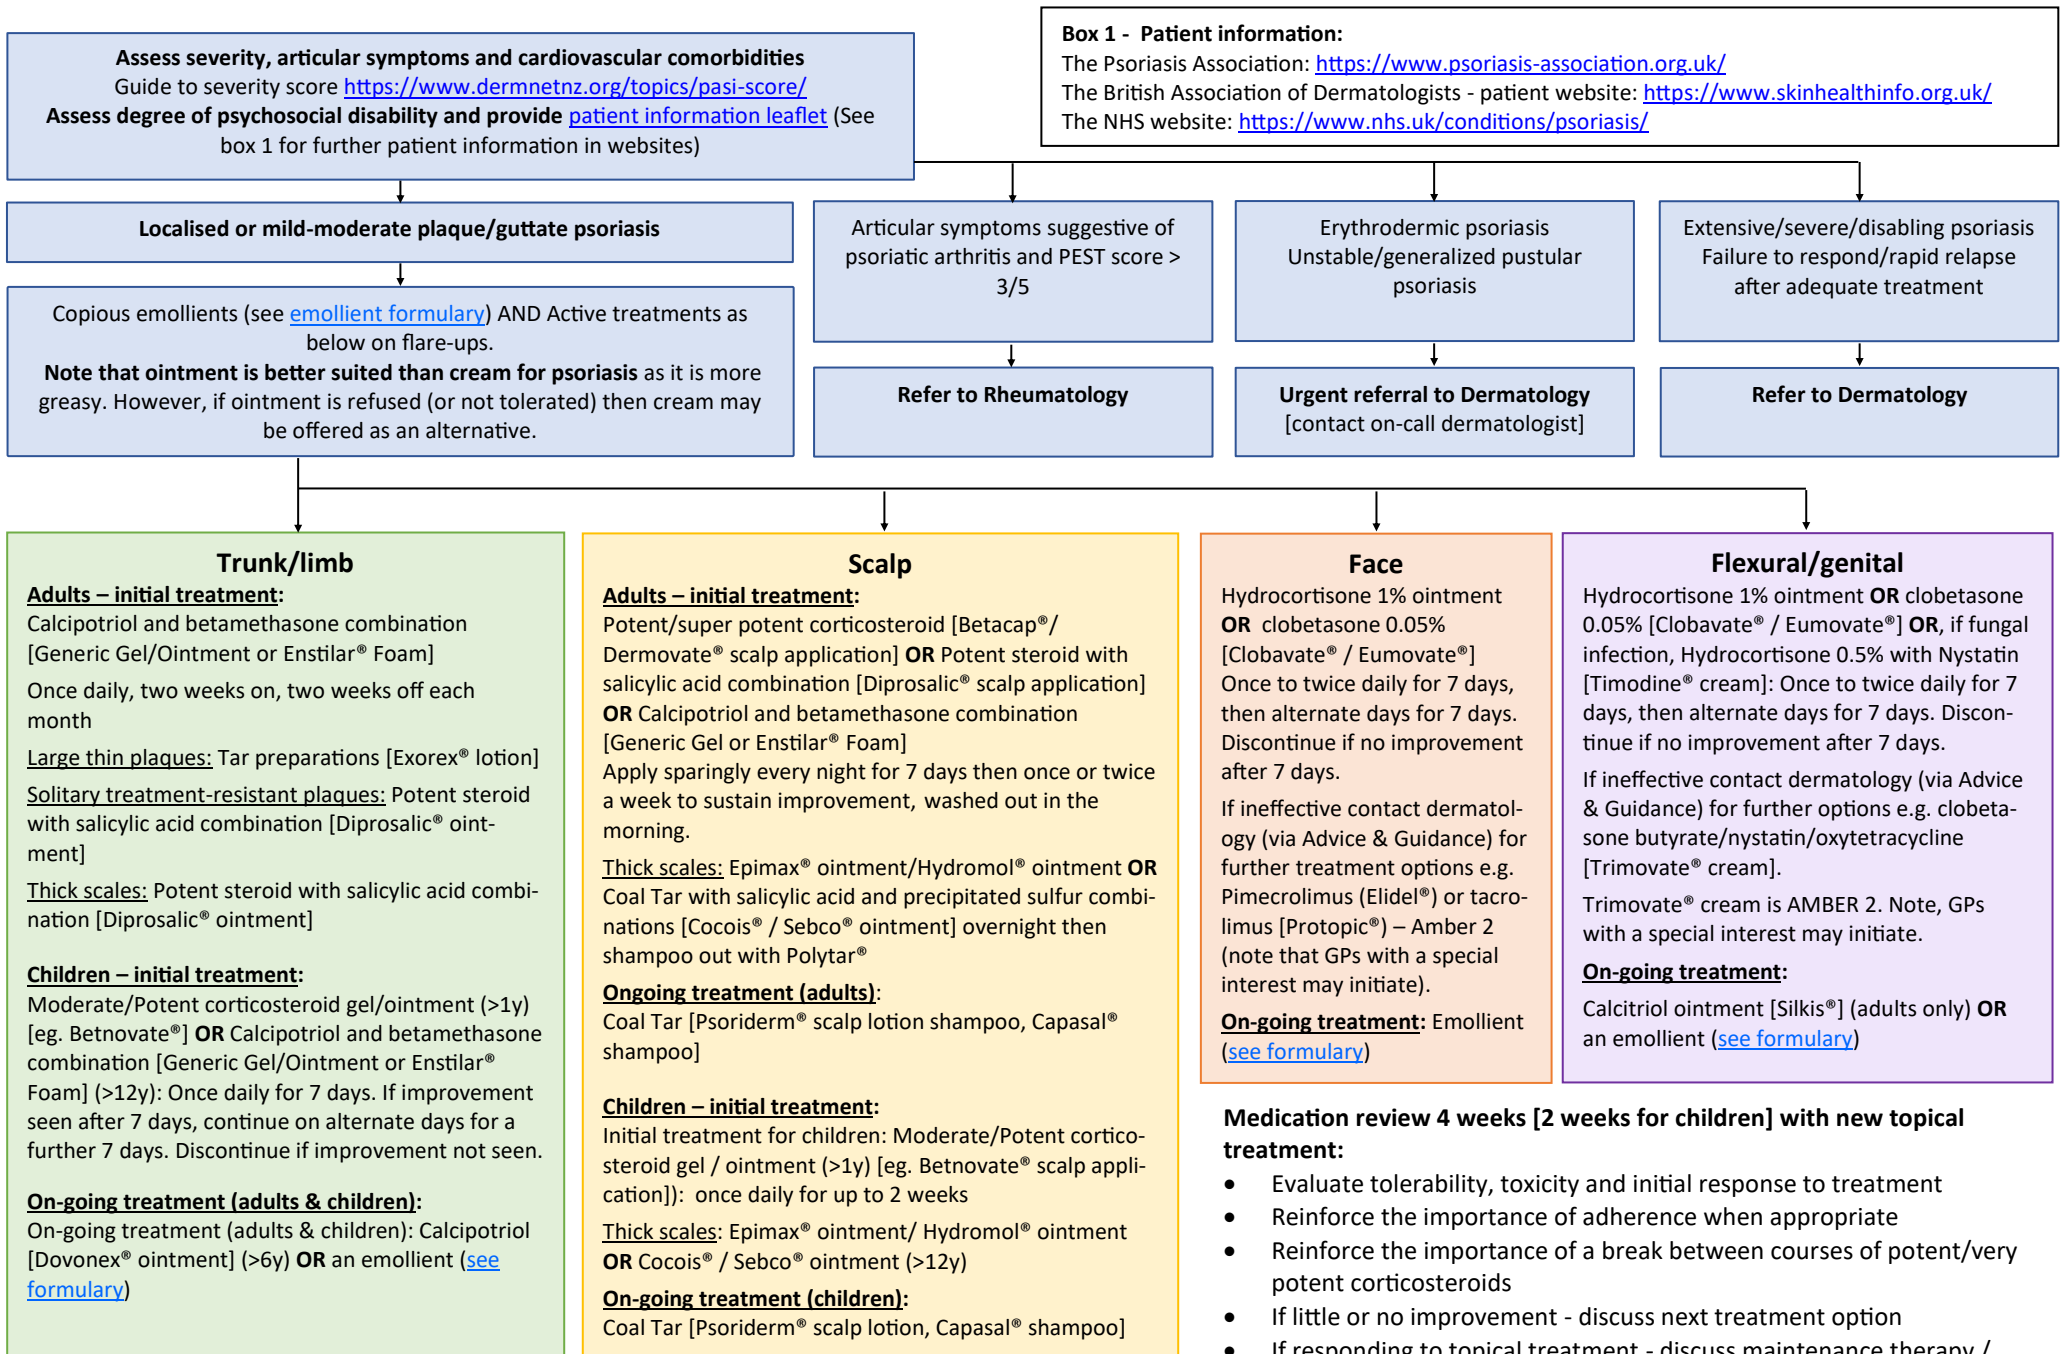 Assess severity, articular symptoms and cardiovascular comorbidities
Guide to severity score https://www.dermnetnz.org/topics/pasi-score/
Assess degree of psychosocial disability and provide patient information leaflet (See
box 1 for further patient information in websites)
Box 1 - Patient information:
The Psoriasis Association: https://www.psoriasis-association.org.uk/
The British Association of Dermatologists - patient website: https://www.skinhealthinfo.org.uk/
The NHS website: https://www.nhs.uk/conditions/psoriasis/
Localised or mild-moderate plaque/guttate psoriasis
Copious emollients (see emollient formulary) AND Active treatments as
below on flare-ups.
Note that ointment is better suited than cream for psoriasis as it is more
greasy. However, if ointment is refused (or not tolerated) then cream may
be offered as an alternative.
Articular symptoms suggestive of
psoriatic arthritis and PEST score >
3/5
Refer to Rheumatology
Erythrodermic psoriasis
Unstable/generalized pustular
psoriasis
Urgent referral to Dermatology
[contact on-call dermatologist]
Extensive/severe/disabling psoriasis
Failure to respond/rapid relapse
after adequate treatment
Refer to Dermatology
Trunk/limb
Adults – initial treatment:
Calcipotriol and betamethasone combination
[Generic Gel/Ointment or Enstilar® Foam]
Once daily, two weeks on, two weeks off each
month
Large thin plaques: Tar preparations [Exorex® lotion]
Solitary treatment-resistant plaques: Potent steroid
with salicylic acid combination [Diprosalic® oint-
ment]
Thick scales: Potent steroid with salicylic acid combi-
nation [Diprosalic® ointment]
Children – initial treatment:
Moderate/Potent corticosteroid gel/ointment (>1y)
[eg. Betnovate®] OR Calcipotriol and betamethasone
combination [Generic Gel/Ointment or Enstilar®
Foam] (>12y): Once daily for 7 days. If improvement
seen after 7 days, continue on alternate days for a
further 7 days. Discontinue if improvement not seen.
On-going treatment (adults & children):
On-going treatment (adults & children): Calcipotriol
[Dovonex® ointment] (>6y) OR an emollient (see
formulary)
Scalp
Adults – initial treatment:
Potent/super potent corticosteroid [Betacap®/
Dermovate® scalp application] OR Potent steroid with
salicylic acid combination [Diprosalic® scalp application]
OR Calcipotriol and betamethasone combination
[Generic Gel or Enstilar® Foam]
Apply sparingly every night for 7 days then once or twice
a week to sustain improvement, washed out in the
morning.
Thick scales: Epimax® ointment/Hydromol® ointment OR
Coal Tar with salicylic acid and precipitated sulfur combi-
nations [Cocois® / Sebco® ointment] overnight then
shampoo out with Polytar®
Ongoing treatment (adults):
Coal Tar [Psoriderm® scalp lotion shampoo, Capasal®
shampoo]
Children – initial treatment:
Initial treatment for children: Moderate/Potent cortico-
steroid gel / ointment (>1y) [eg. Betnovate® scalp appli-
cation]): once daily for up to 2 weeks
Thick scales: Epimax® ointment/ Hydromol® ointment
OR Cocois® / Sebco® ointment (>12y)
On-going treatment (children):
Coal Tar [Psoriderm® scalp lotion, Capasal® shampoo]
Face
Hydrocortisone 1% ointment
OR clobetasone 0.05%
[Clobavate® / Eumovate®]
Once to twice daily for 7 days,
then alternate days for 7 days.
Discontinue if no improvement
after 7 days.
If ineffective contact dermatol-
ogy (via Advice & Guidance) for
further treatment options e.g.
Pimecrolimus (Elidel®) or tacro-
limus [Protopic®) – Amber 2
(note that GPs with a special
interest may initiate).
On-going treatment: Emollient
(see formulary)
Flexural/genital
Hydrocortisone 1% ointment OR clobetasone
0.05% [Clobavate® / Eumovate®] OR, if fungal
infection, Hydrocortisone 0.5% with Nystatin
[Timodine® cream]: Once to twice daily for 7
days, then alternate days for 7 days. Discon-
tinue if no improvement after 7 days.
If ineffective contact dermatology (via Advice
& Guidance) for further options e.g. clobeta-
sone butyrate/nystatin/oxytetracycline
[Trimovate® cream].
Trimovate® cream is AMBER 2. Note, GPs
with a special interest may initiate.
On-going treatment:
Calcitriol ointment [Silkis®] (adults only) OR
an emollient (see formulary)
Medication review 4 weeks [2 weeks for children] with new topical
treatment:
• Evaluate tolerability, toxicity and initial response to treatment
• Reinforce the importance of adherence when appropriate
• Reinforce the importance of a break between courses of potent/very
potent corticosteroids
• If little or no improvement - discuss next treatment option
• If responding to topical treatment - discuss maintenance therapy /